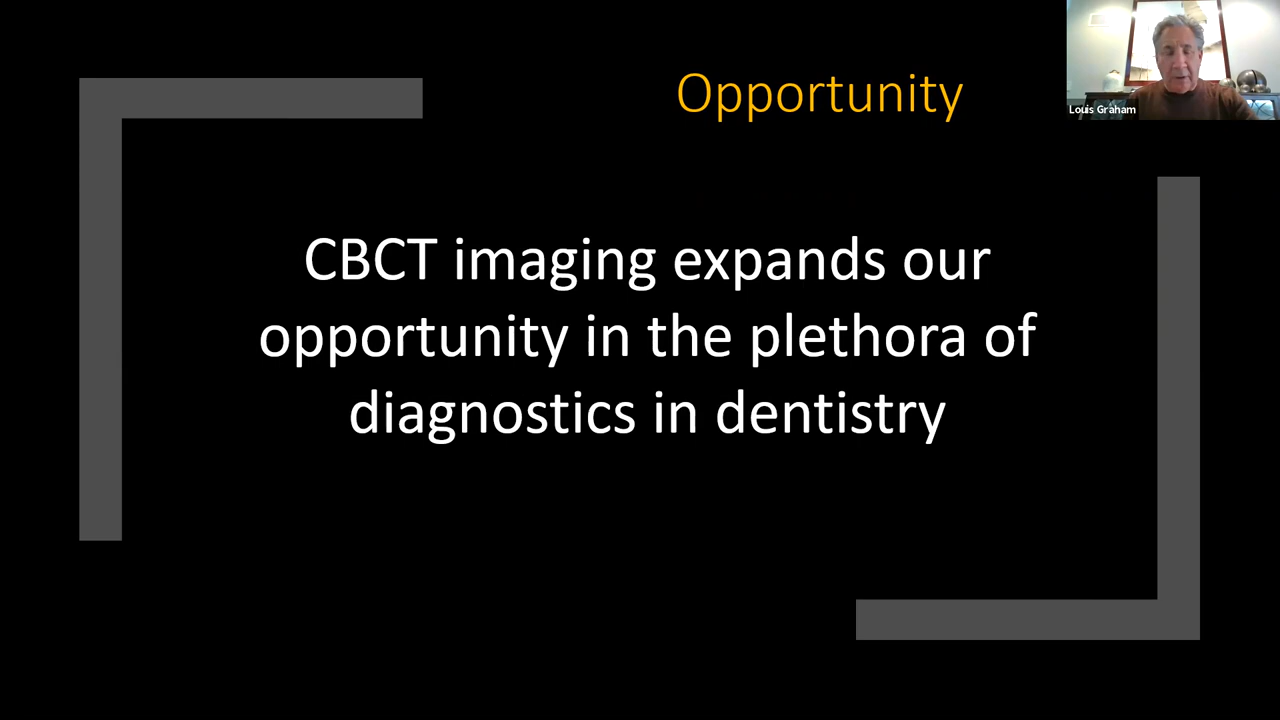 Opportunity
Louis Graham
CBCT imaging expands our
opportunity in the plethora of
diagnostics in dentistry